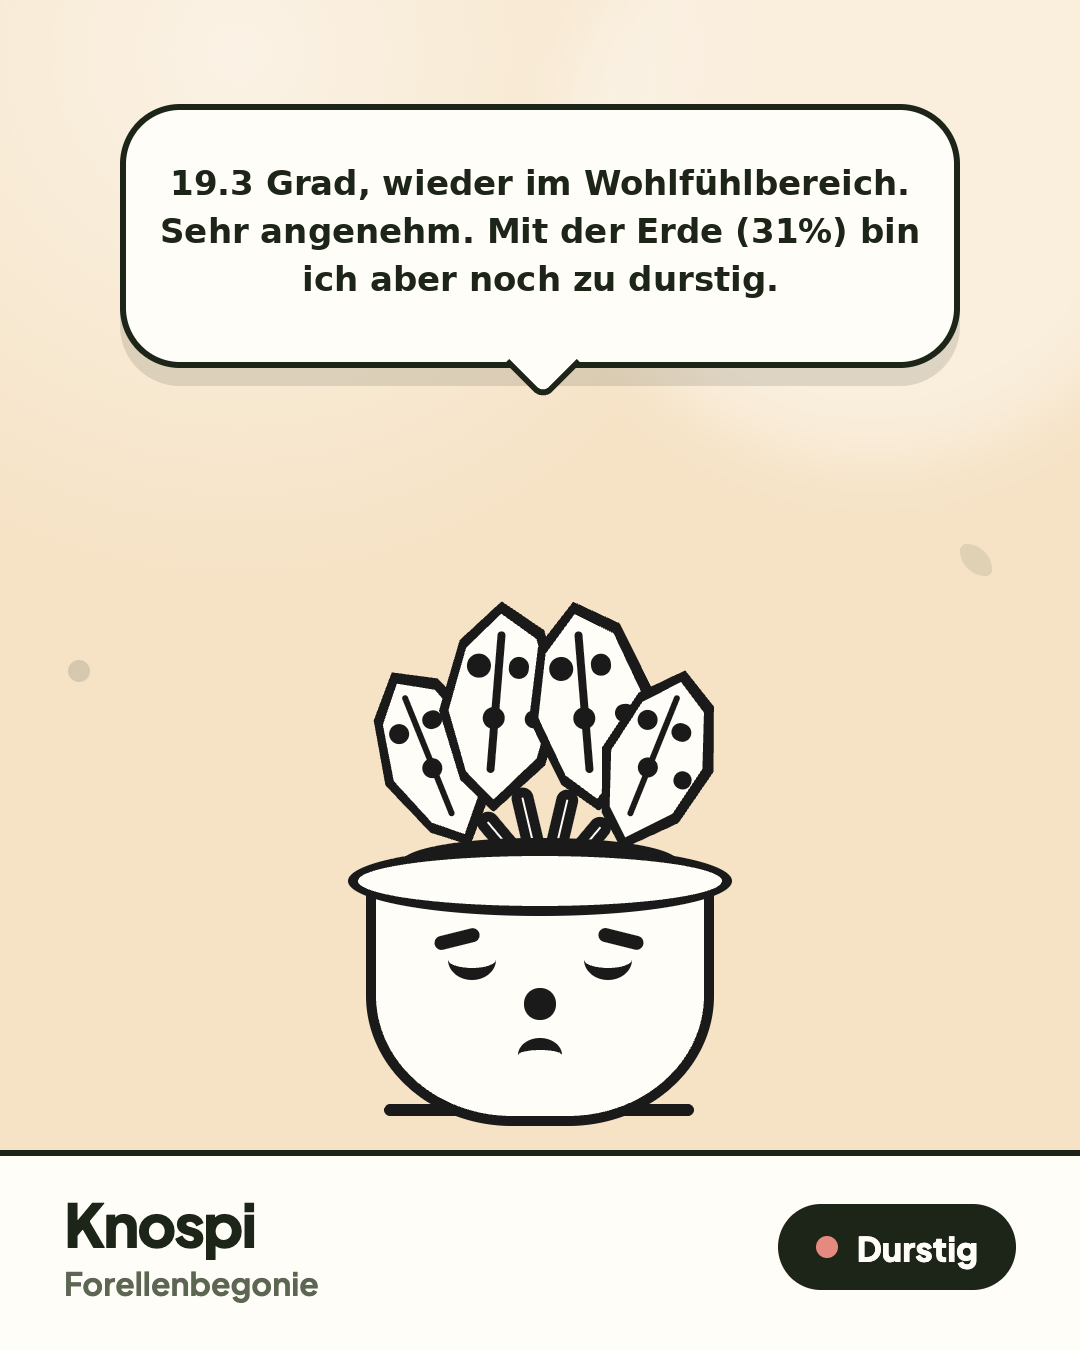 19.3 Grad, wieder im Wohlfühlbereich.
Sehr angenehm. Mit der Erde (31%) bin
ich aber noch zu durstig.
Knospi
Forellenbegonie
Durstig